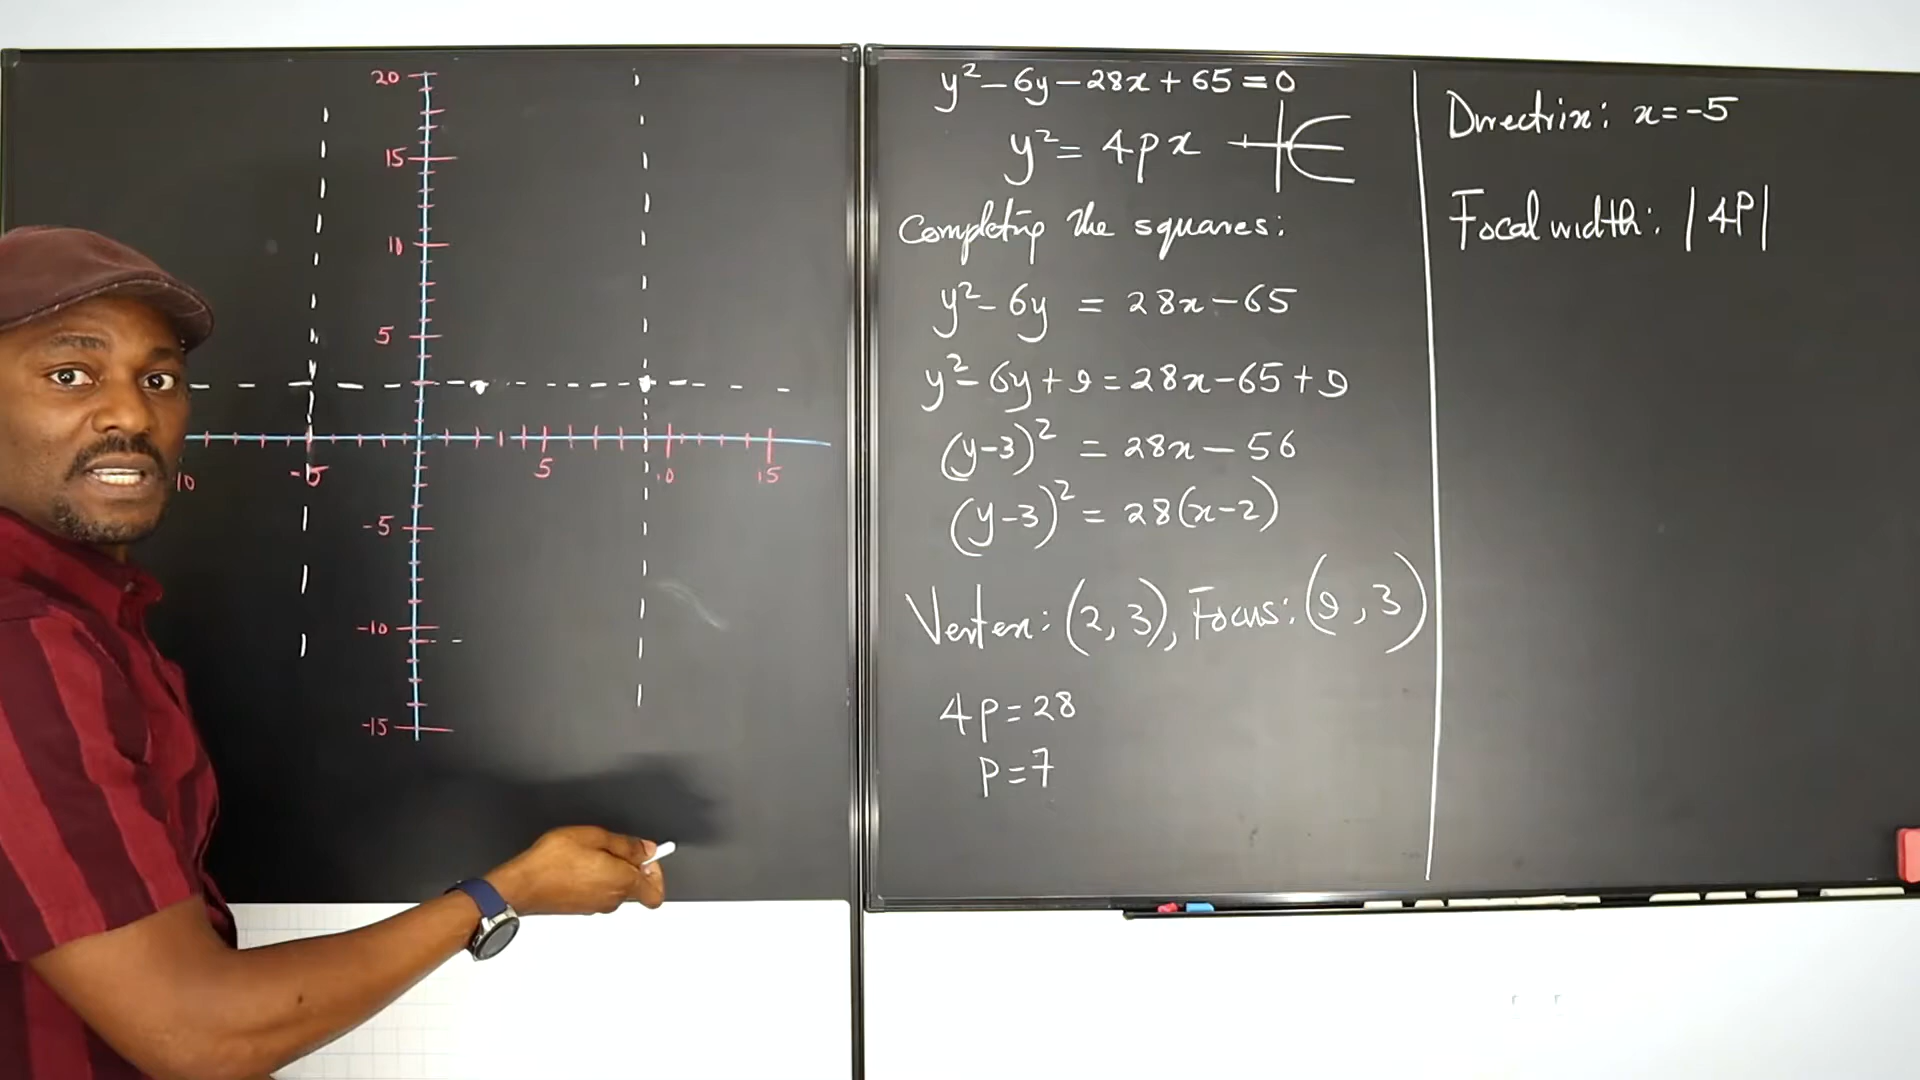 20
15
10
5
10
-5
5
10
15
-5
-10
-15
y² - 6y - 28x + 65 = 0
y² = 4px
Completing the squares:
y² - 6y = 28x - 65
y² - 6y + 9 = 28x - 65 + 9
(y-3)² = 28x - 56
(y-3)² = 28(x-2)
Vertex: (2, 3), Focus: (9, 3)
4p = 28
p = 7
Directrix: x = -5
Focal width: |4P|